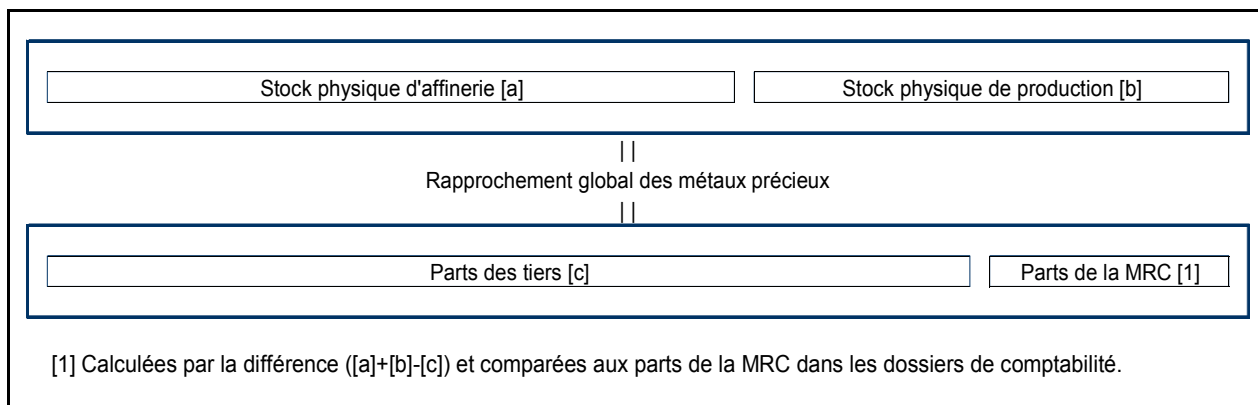 Stock physique d'affinerie [a] Stock physique de production [b]
||
Rapprochement global des métaux précieux
||
Parts des tiers [c] Parts de la MRC [1]
[1] Calculées par la différence ([a]+[b]-[c]) et comparées aux parts de la MRC dans les dossiers de comptabilité.